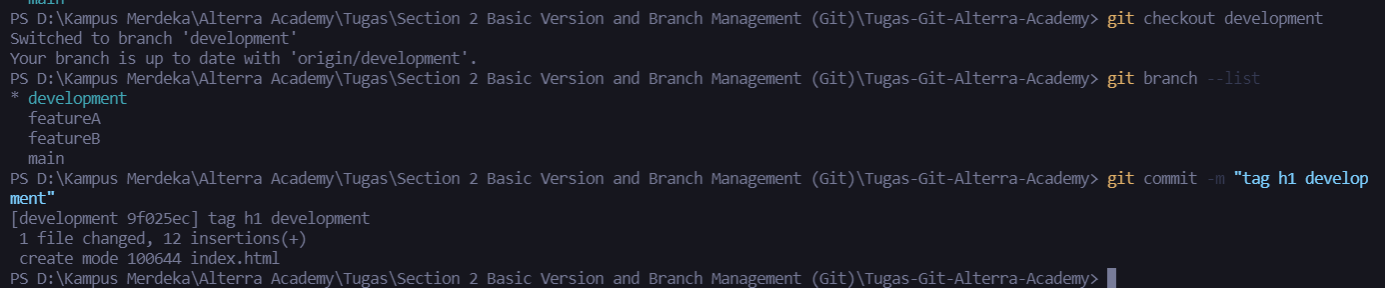 main
PS D:\Kampus Merdeka\Alterra Academy\Tugas\Section 2 Basic Version and Branch Management (Git)\Tugas-Git-Alterra-Academy> git checkout development
Switched to branch 'development'
Your branch is up to date with 'origin/development'.
PS D:\Kampus Merdeka\Alterra Academy\Tugas\Section 2 Basic Version and Branch Management (Git)\Tugas-Git-Alterra-Academy> git branch --list
* development
  featureA
  featureB
  main
PS D:\Kampus Merdeka\Alterra Academy\Tugas\Section 2 Basic Version and Branch Management (Git)\Tugas-Git-Alterra-Academy> git commit -m "tag h1 develop
ment"
[development 9f025ec] tag h1 development
 1 file changed, 12 insertions(+)
 create mode 100644 index.html
PS D:\Kampus Merdeka\Alterra Academy\Tugas\Section 2 Basic Version and Branch Management (Git)\Tugas-Git-Alterra-Academy>